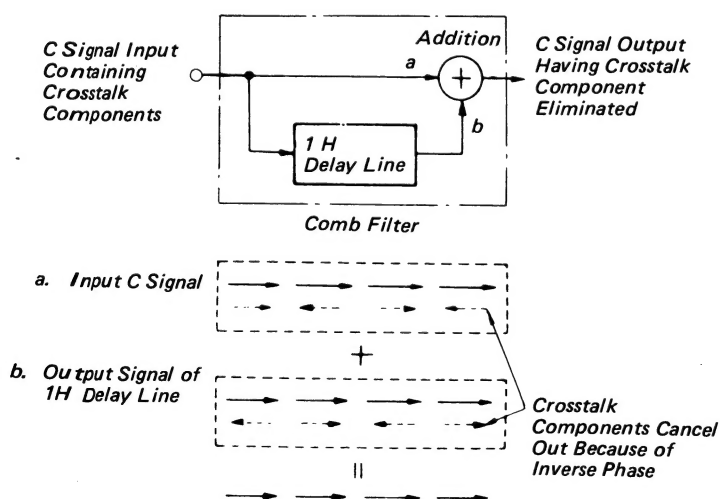 C Signal Input
Containing
Crosstalk
Components
Addition
a
+
b
C Signal Output
Having Crosstalk
Component
Eliminated
1 H
Delay Line
Comb Filter
a. Input C Signal
+
b. Output Signal of
1H Delay Line
Crosstalk
Components Cancel
Out Because of
Inverse Phase
=